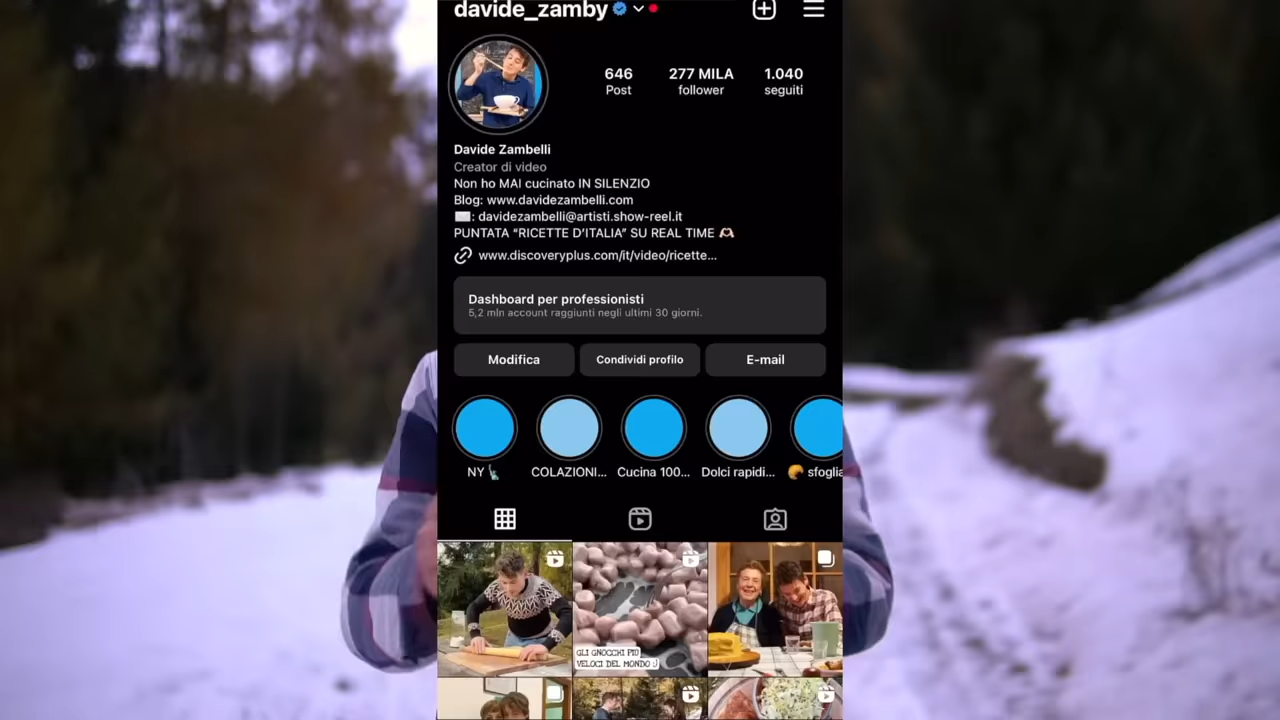 davide_zamby
646
Post
277 MILA
follower
1.040
seguiti
Davide Zambelli
Creator di video
Non ho MAI cucinato IN SILENZIO
Blog: www.davidezambelli.com
✉️: davidezambelli@artisti.show-reel.it
PUNTATA “RICETTE D’ITALIA” SU REAL TIME 🫶🏻
www.discoveryplus.com/it/video/ricette...
Dashboard per professionisti
5,2 mln account raggiunti negli ultimi 30 giorni.
Modifica
Condividi profilo
E-mail
NY🗽
COLAZIONI...
Cucina 100...
Dolci rapidi...
🥐 sfoglia
GLI GNOCCHI PIÙ
VELOCI DEL MONDO :)